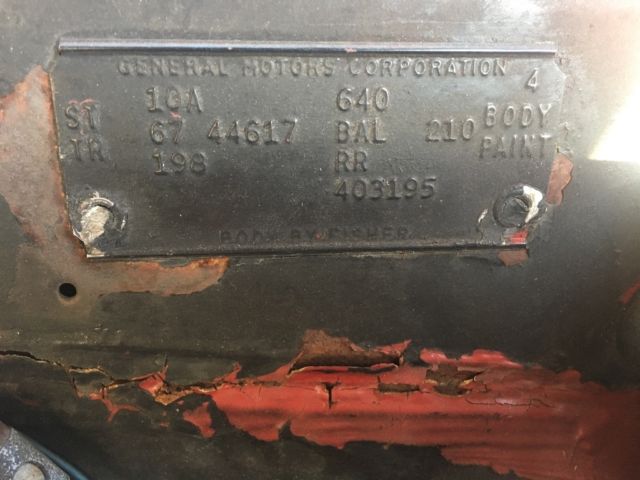 GENERAL MOTORS CORPORATION 4
10A 640
ST 67 44617 BAL 210 BODY
TR 198 RR PAINT
403195
BODY BY FISHER